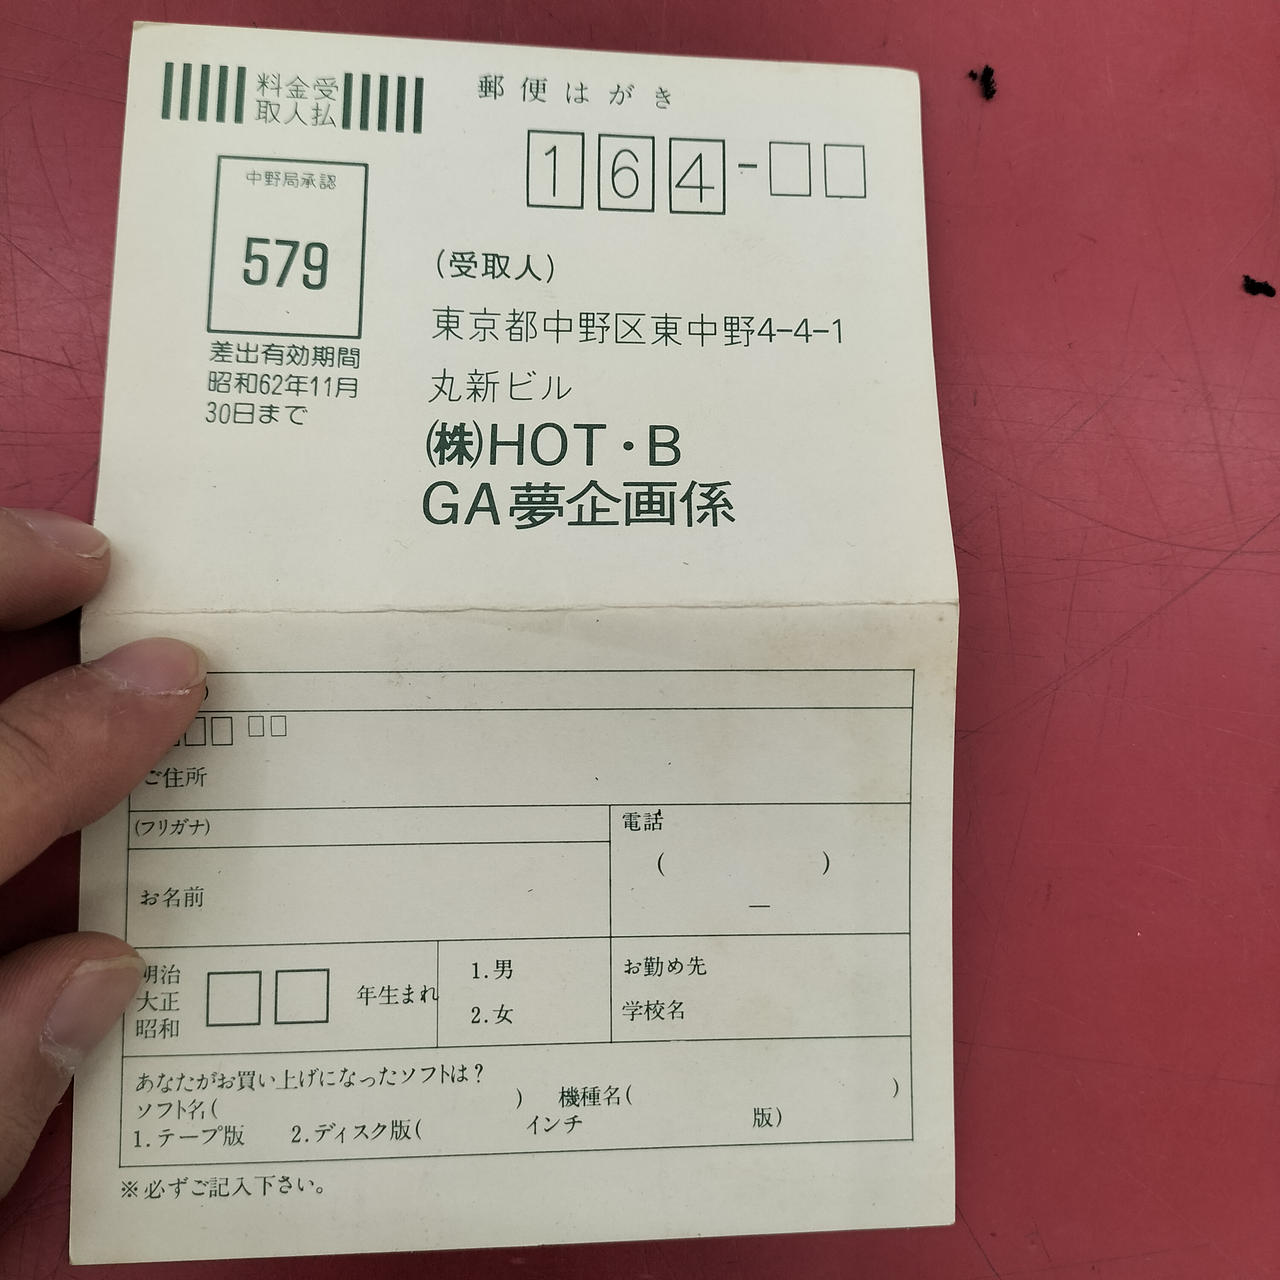 料金受
取人払
郵便はがき
164-
中野局承認
579
差出有効期間
昭和62年11月
30日まで
(受取人)
東京都中野区東中野4-4-1
丸新ビル
(株)HOT・B
GA夢企画係
)
ご住所
(フリガナ)
お名前
電話
( )
—
明治
大正
昭和
年生まれ
1.男
2.女
お勤め先
学校名
あなたがお買い上げになったソフトは?
ソフト名( ) 機種名( )
1.テープ版 2.ディスク版( インチ 版)
※必ずご記入下さい。